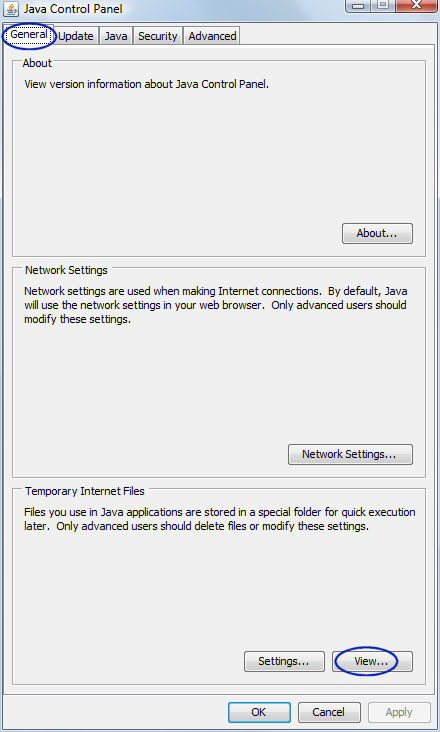 Java Control Panel
General Update Java Security Advanced
About
View version information about Java Control Panel.
About...
Network Settings
Network settings are used when making Internet connections.  By default, Java
will use the network settings in your web browser.  Only advanced users should
modify these settings.
Network Settings...
Temporary Internet Files
Files you use in Java applications are stored in a special folder for quick execution
later.  Only advanced users should delete files or modify these settings.
Settings... View...
OK Cancel Apply